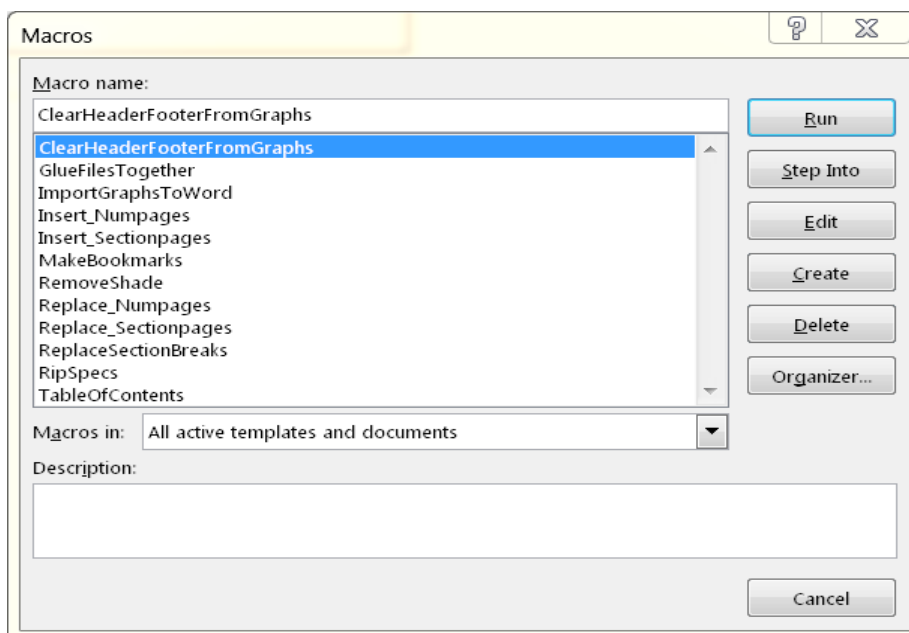 Macros
Macro name:
ClearHeaderFooterFromGraphs
ClearHeaderFooterFromGraphs
GlueFilesTogether
ImportGraphsToWord
Insert_Numpages
Insert_Sectionpages
MakeBookmarks
RemoveShade
Replace_Numpages
Replace_Sectionpages
ReplaceSectionBreaks
RipSpecs
TableOfContents
Run
Step Into
Edit
Create
Delete
Organizer...
Macros in: All active templates and documents
Description:
Cancel